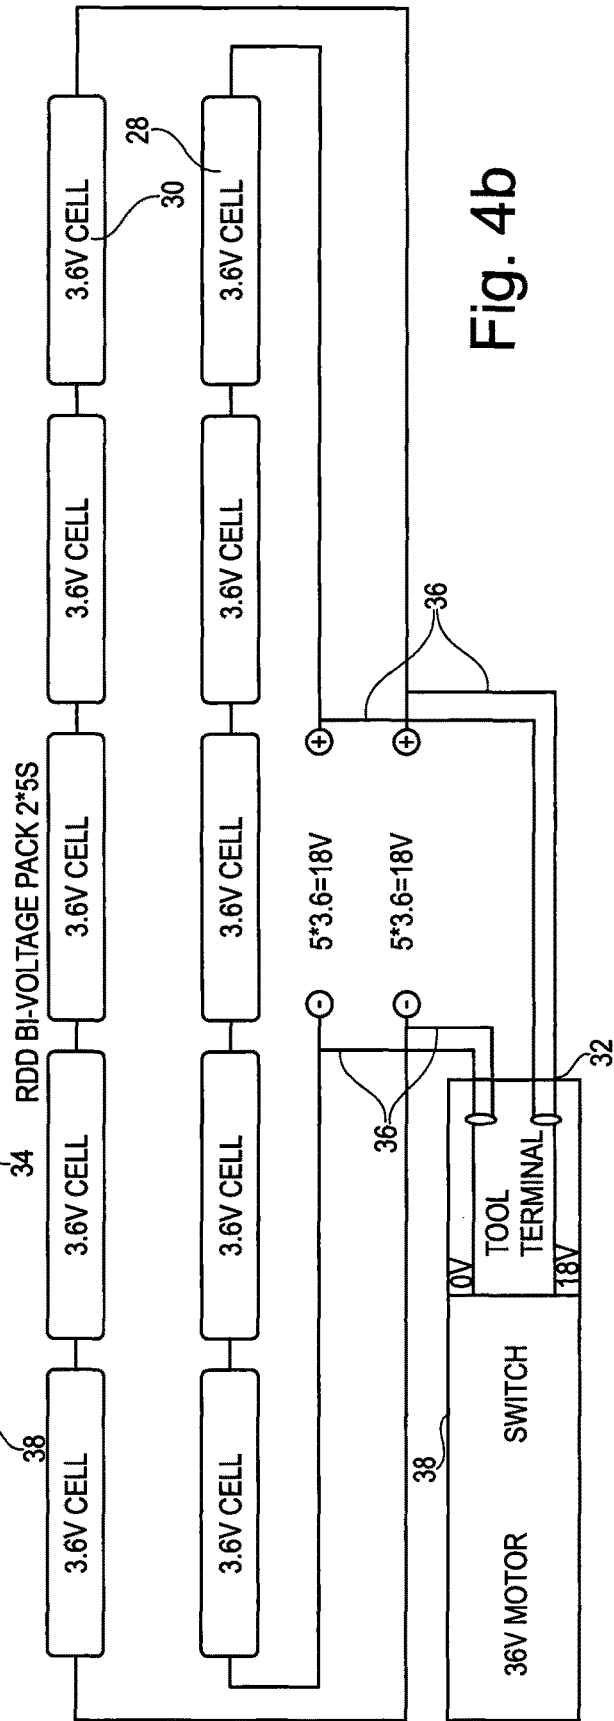 38
34
RDD BI-VOLTAGE PACK 2*5S
3.6V CELL
3.6V CELL
3.6V CELL
3.6V CELL
3.6V CELL
30
28
3.6V CELL
3.6V CELL
3.6V CELL
3.6V CELL
3.6V CELL
- 5*3.6=18V +
- 5*3.6=18V +
36
36
38
32
36V MOTOR
SWITCH
0V
TOOL
TERMINAL
18V
Fig. 4b